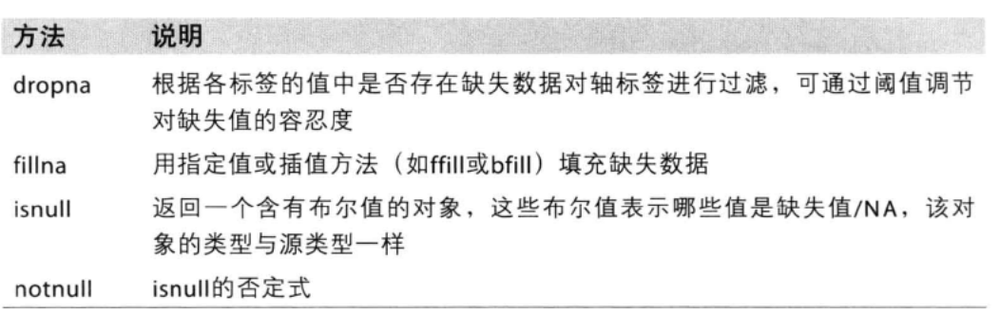 方法 说明
dropna 根据各标签的值中是否存在缺失数据对轴标签进行过滤，可通过阈值调节
对缺失值的容忍度
fillna 用指定值或插值方法（如ffill或bfill）填充缺失数据
isnull 返回一个含有布尔值的对象，这些布尔值表示哪些值是缺失值/NA，该对
象的类型与源类型一样
notnull isnull的否定式